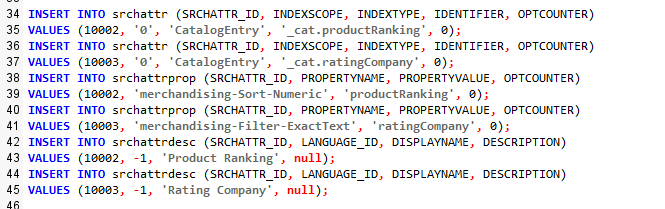 34 INSERT INTO srchattr (SRCHATTR_ID, INDEXSCOPE, INDEXTYPE, IDENTIFIER, OPTCOUNTER)
35 VALUES (10002, '0', 'CatalogEntry', '_cat.productRanking', 0);
36 INSERT INTO srchattr (SRCHATTR_ID, INDEXSCOPE, INDEXTYPE, IDENTIFIER, OPTCOUNTER)
37 VALUES (10003, '0', 'CatalogEntry', '_cat.ratingCompany', 0);
38 INSERT INTO srchattrprop (SRCHATTR_ID, PROPERTYNAME, PROPERTYVALUE, OPTCOUNTER)
39 VALUES (10002, 'merchandising-Sort-Numeric', 'productRanking', 0);
40 INSERT INTO srchattrprop (SRCHATTR_ID, PROPERTYNAME, PROPERTYVALUE, OPTCOUNTER)
41 VALUES (10003, 'merchandising-Filter-ExactText', 'ratingCompany', 0);
42 INSERT INTO srchattrdesc (SRCHATTR_ID, LANGUAGE_ID, DISPLAYNAME, DESCRIPTION)
43 VALUES (10002, -1, 'Product Ranking', null);
44 INSERT INTO srchattrdesc (SRCHATTR_ID, LANGUAGE_ID, DISPLAYNAME, DESCRIPTION)
45 VALUES (10003, -1, 'Rating Company', null);